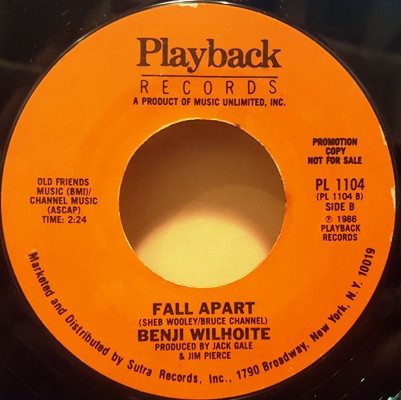 Playback
RECORDS
A PRODUCT OF MUSIC UNLIMITED, INC.
OLD FRIENDS
MUSIC (BMI)/
CHANNEL MUSIC
(ASCAP)
TIME: 2:24
PROMOTION
COPY
NOT FOR SALE
PL 1104
(PL 1104 B)
SIDE B
℗ 1986
PLAYBACK
RECORDS
FALL APART
(SHEB WOOLEY/BRUCE CHANNEL)
BENJI WILHOITE
PRODUCED BY JACK GALE
& JIM PIERCE
Marketed and Distributed by Sutra Records, Inc., 1790 Broadway, New York, N.Y. 10019